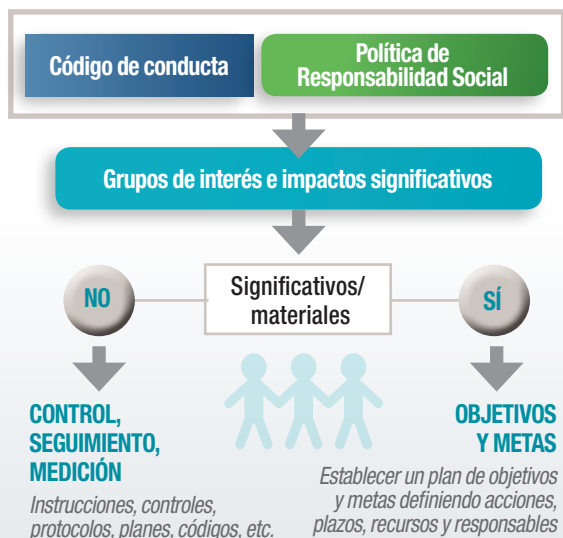 Código de conducta
Política de
Responsabilidad Social
Grupos de interés e impactos significativos
NO
Significativos/
materiales
SÍ
CONTROL,
SEGUIMIENTO,
MEDICIÓN
Instrucciones, controles,
protocolos, planes, códigos, etc.
OBJETIVOS
Y METAS
Establecer un plan de objetivos
y metas definiendo acciones,
plazos, recursos y responsables